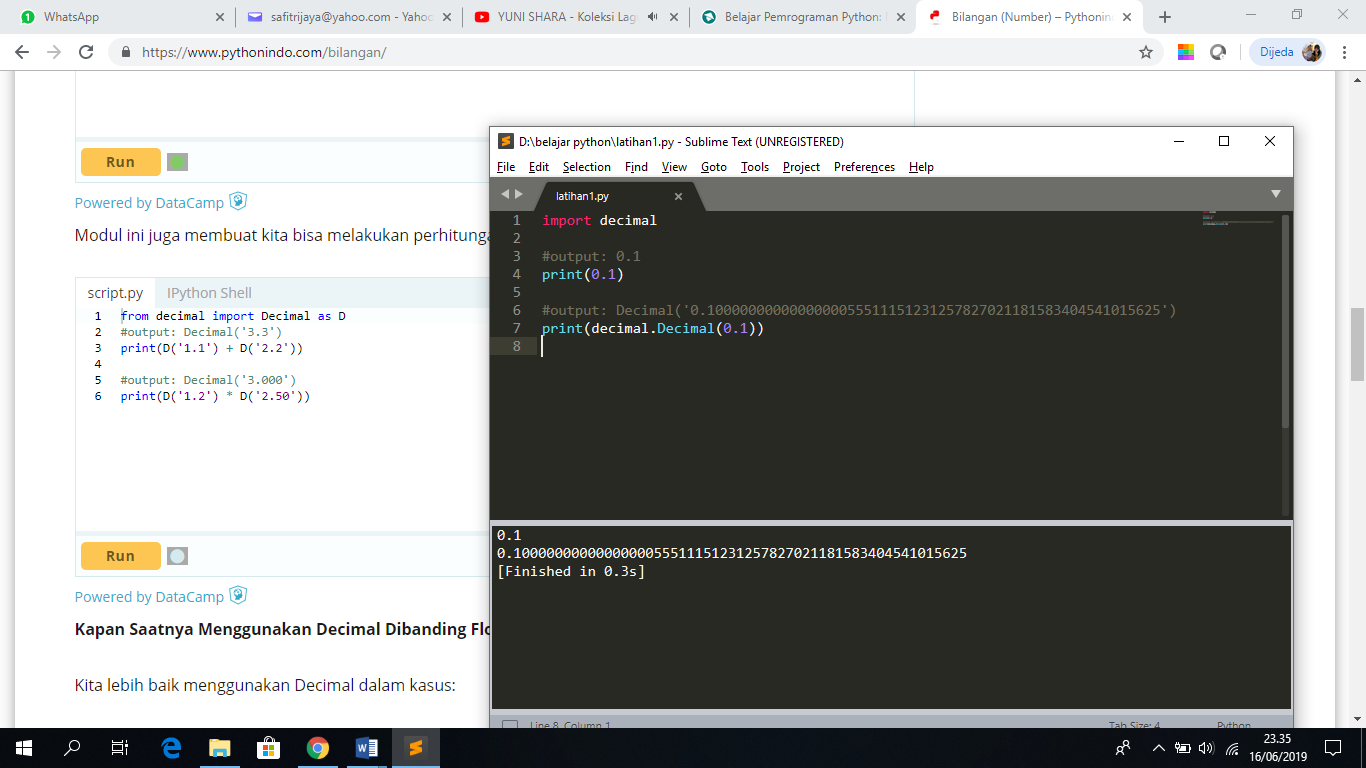 WhatsApp
safitrijaya@yahoo.com - Yahoo
YUNI SHARA - Koleksi Lag
Belajar Pemrograman Python:
Bilangan (Number) – Pythonin
https://www.pythonindo.com/bilangan/
Dijeda
Run
Powered by DataCamp
Modul ini juga membuat kita bisa melakukan perhitunga
script.py IPython Shell
1 from decimal import Decimal as D
2 #output: Decimal('3.3')
3 print(D('1.1') + D('2.2'))
4
5 #output: Decimal('3.000')
6 print(D('1.2') * D('2.50'))
Run
Powered by DataCamp
Kapan Saatnya Menggunakan Decimal Dibanding Flo
Kita lebih baik menggunakan Decimal dalam kasus:
D:\belajar python\latihan1.py - Sublime Text (UNREGISTERED)
File Edit Selection Find View Goto Tools Project Preferences Help
latihan1.py
1 import decimal
2
3 #output: 0.1
4 print(0.1)
5
6 #output: Decimal('0.1000000000000000055511151231257827021181583404541015625')
7 print(decimal.Decimal(0.1))
8
0.1
0.1000000000000000055511151231257827021181583404541015625
[Finished in 0.3s]
Line 8, Column 1 Tab Size: 4 Python
23.35
16/06/2019